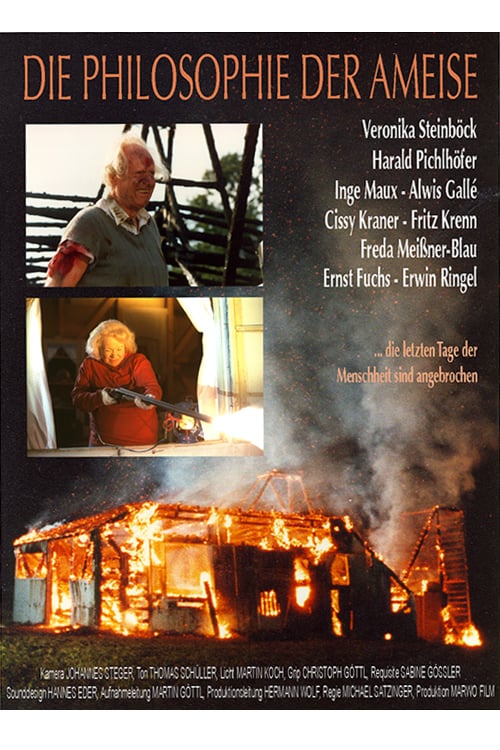 DIE PHILOSOPHIE DER AMEISE
Veronika Steinböck
Harald Pichlhöfer
Inge Maux - Alwis Gallé
Cissy Kraner - Fritz Krenn
Freda Meißner-Blau
Ernst Fuchs - Erwin Ringel
... die letzten Tage der
Menschheit sind angebrochen
Kamera JOHANNES STEGER, Ton THOMAS SCHÜLLER, Licht MARTIN KOCH, Grip CHRISTOPH GÖTTL, Requisite SABINE GÖSSLER
Sounddesign HANNES EDER, Aufnahmeleitung MARTIN GÖTTL, Produktionsleitung HERMANN WOLF, Regie MICHAEL SATZINGER, Produktion MARWO FILM